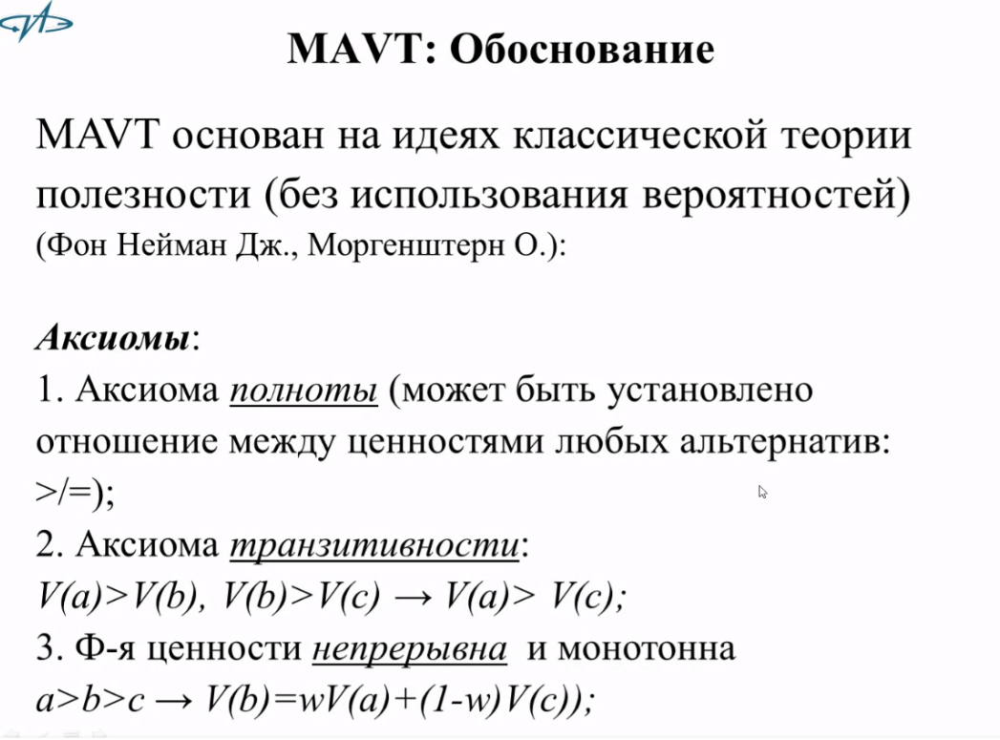 MAVT: Обоснование
MAVT основан на идеях классической теории
полезности (без использования вероятностей)
(Фон Нейман Дж., Моргенштерн О.):
Аксиомы:
1. Аксиома полноты (может быть установлено
отношение между ценностями любых альтернатив:
>/=);
2. Аксиома транзитивности:
V(a)>V(b), V(b)>V(c) → V(a)> V(c);
3. Ф-я ценности непрерывна и монотонна
a>b>c → V(b)=wV(a)+(1-w)V(c));